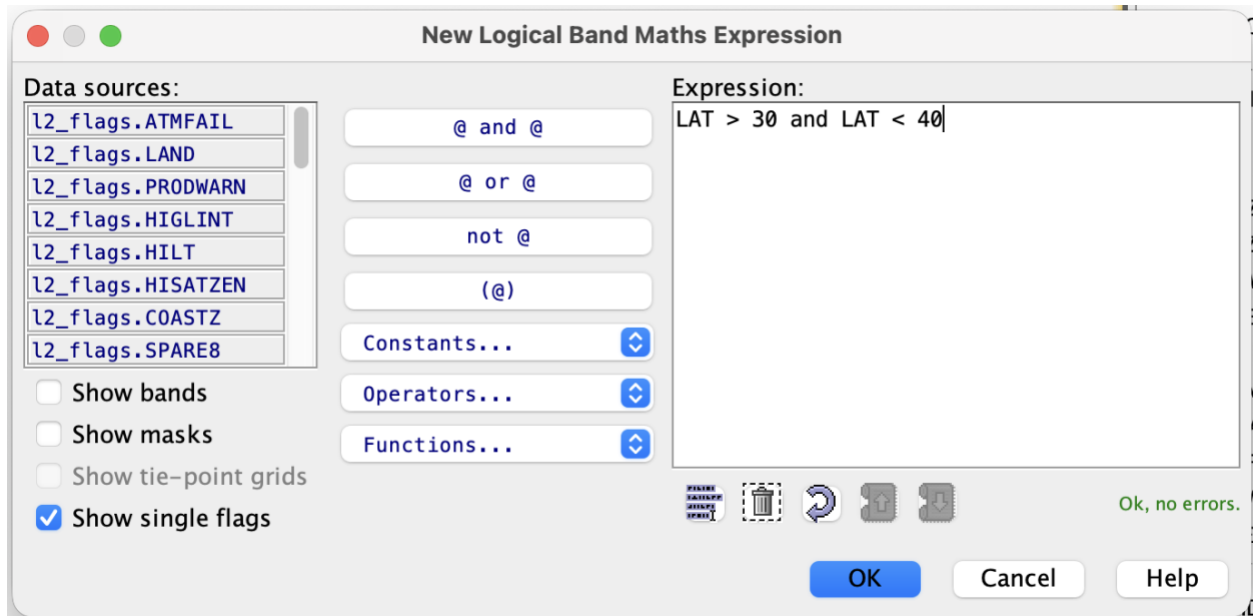 New Logical Band Maths Expression
Data sources:
l2_flags.ATMFAIL
l2_flags.LAND
l2_flags.PRODWARN
l2_flags.HIGLINT
l2_flags.HILT
l2_flags.HISATZEN
l2_flags.COASTZ
l2_flags.SPARE8
Show bands
Show masks
Show tie-point grids
Show single flags
@ and @
@ or @
not @
(@)
Constants...
Operators...
Functions...
Expression:
LAT > 30 and LAT < 40
Ok, no errors.
OK
Cancel
Help